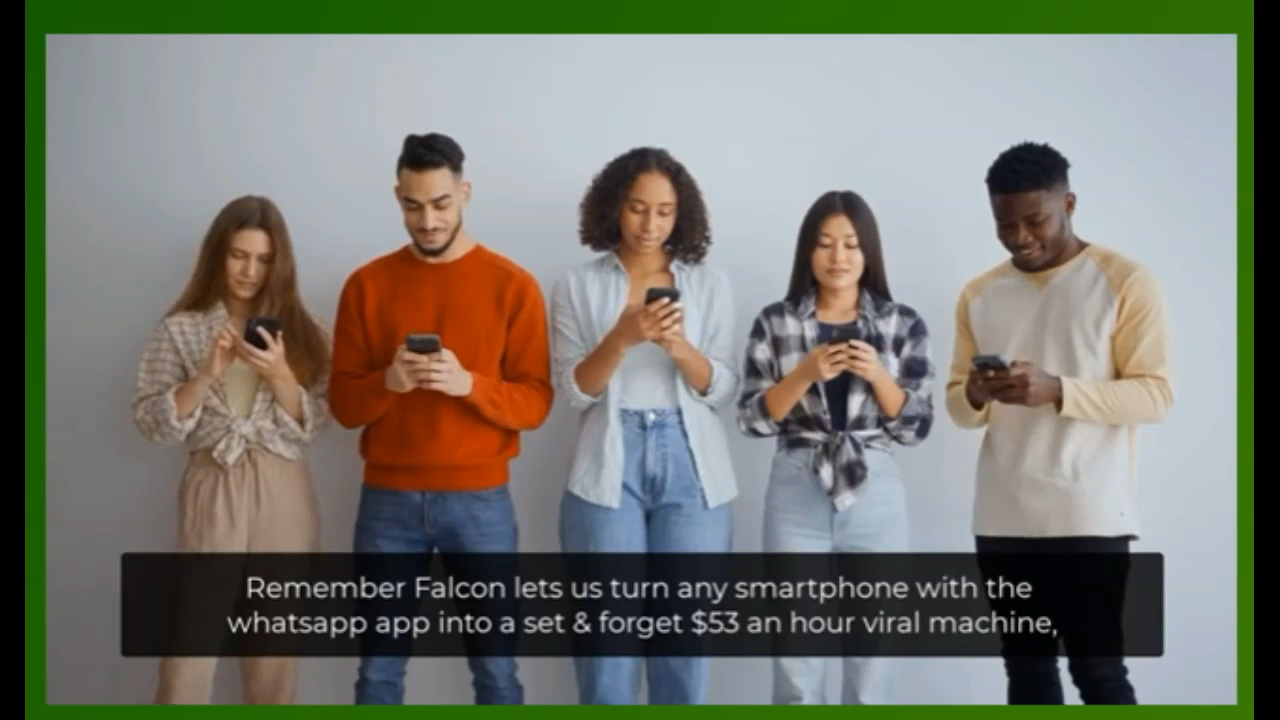 Remember Falcon lets us turn any smartphone with the
whatsapp app into a set & forget $53 an hour viral machine,